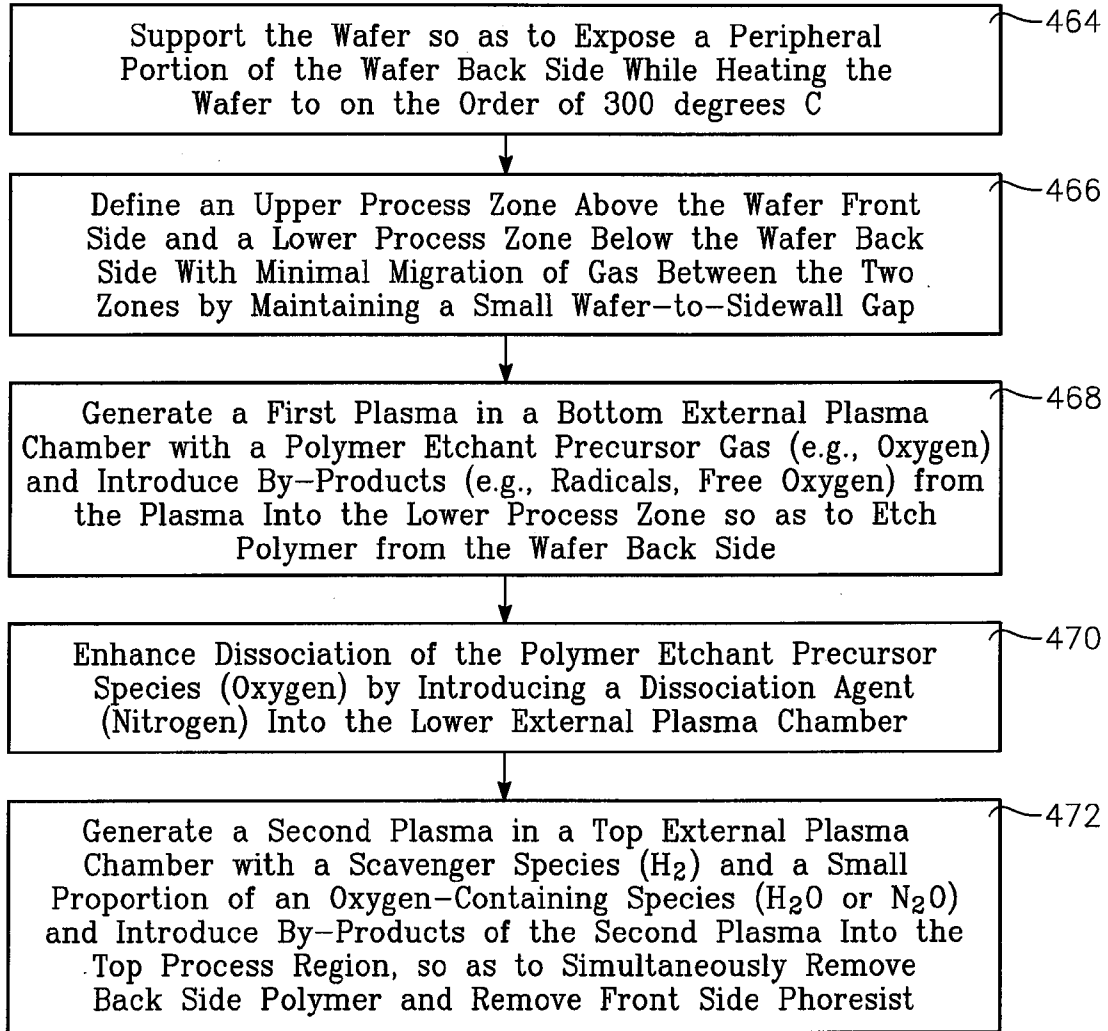 Support the Wafer so as to Expose a Peripheral
Portion of the Wafer Back Side While Heating the
Wafer to on the Order of 300 degrees C
464
Define an Upper Process Zone Above the Wafer Front
Side and a Lower Process Zone Below the Wafer Back
Side With Minimal Migration of Gas Between the Two
Zones by Maintaining a Small Wafer-to-Sidewall Gap
466
Generate a First Plasma in a Bottom External Plasma
Chamber with a Polymer Etchant Precursor Gas (e.g., Oxygen)
and Introduce By-Products (e.g., Radicals, Free Oxygen) from
the Plasma Into the Lower Process Zone so as to Etch
Polymer from the Wafer Back Side
468
Enhance Dissociation of the Polymer Etchant Precursor
Species (Oxygen) by Introducing a Dissociation Agent
(Nitrogen) Into the Lower External Plasma Chamber
470
Generate a Second Plasma in a Top External Plasma
Chamber with a Scavenger Species (H2) and a Small
Proportion of an Oxygen-Containing Species (H2O or N2O)
and Introduce By-Products of the Second Plasma Into the
Top Process Region, so as to Simultaneously Remove
Back Side Polymer and Remove Front Side Phoresist
472